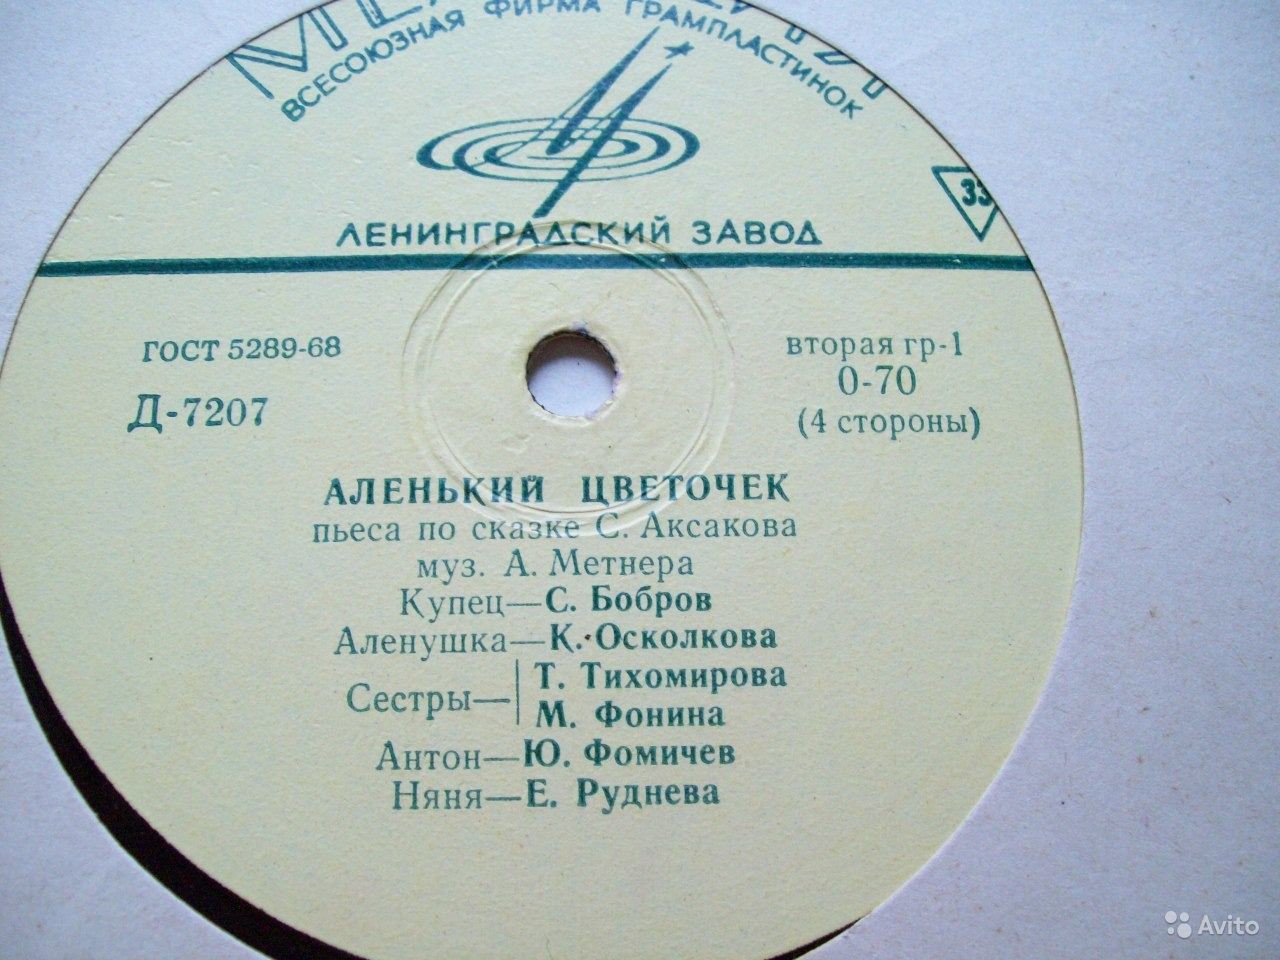 ВСЕСОЮЗНАЯ ФИРМА ГРАМПЛАСТИНОК
33
ЛЕНИНГРАДСКИЙ ЗАВОД
ГОСТ 5289-68
вторая гр-1
Д-7207
0-70
(4 стороны)
АЛЕНЬКИЙ ЦВЕТОЧЕК
пьеса по сказке С. Аксакова
муз. А. Метнера
Купец—С. Бобров
Аленушка—К. Осколкова
Сестры—
Т. Тихомирова
М. Фонина
Антон—Ю. Фомичев
Няня—Е. Руднева
Avito